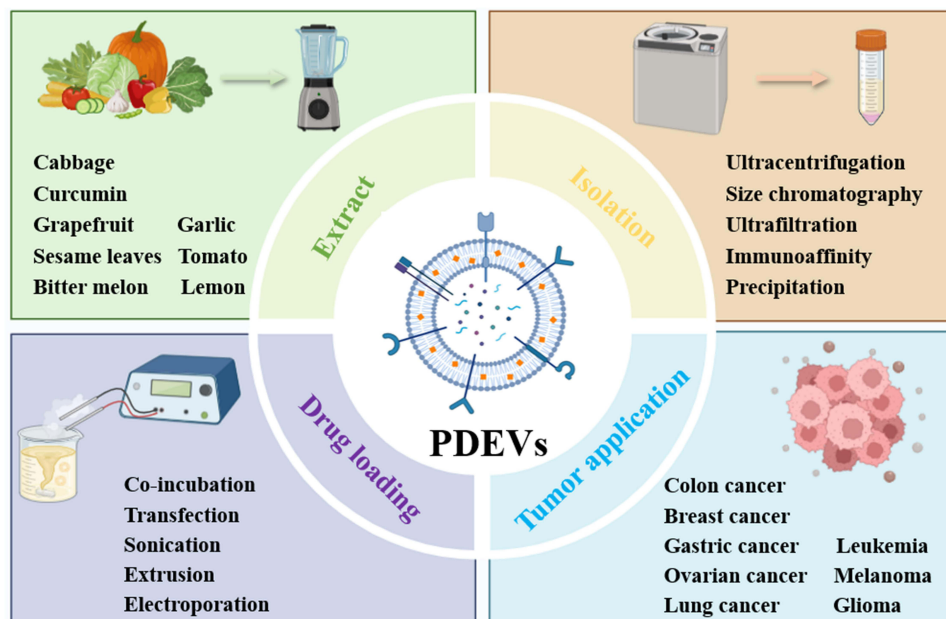 Cabbage
Curcumin
Grapefruit Garlic
Sesame leaves Tomato
Bitter melon Lemon
Extract
Isolation
Ultracentrifugation
Size chromatography
Ultrafiltration
Immunoaffinity
Precipitation
PDEVs
Drug loading
Co-incubation
Transfection
Sonication
Extrusion
Electroporation
Tumor application
Colon cancer
Breast cancer
Gastric cancer Leukemia
Ovarian cancer Melanoma
Lung cancer Glioma